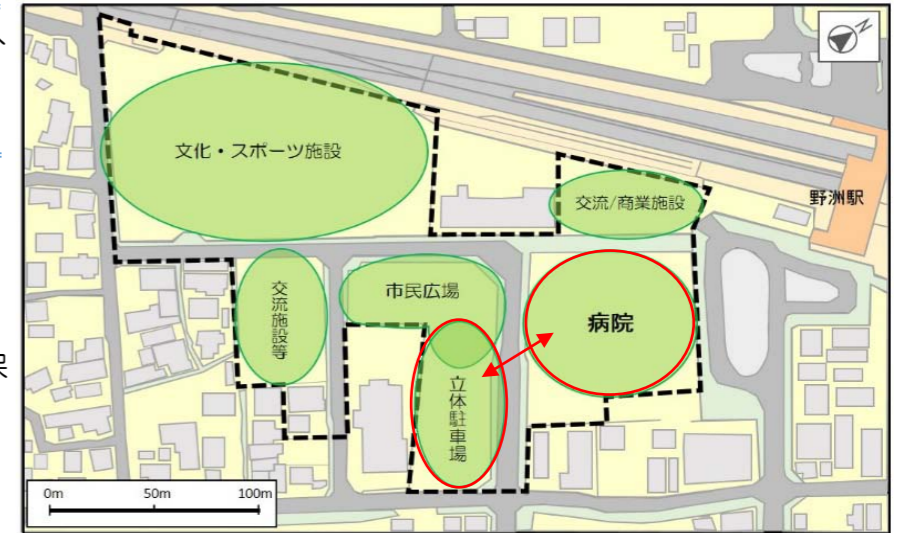 文化・スポーツ施設
交流/商業施設
野洲駅
交流施設等
市民広場
病院
立体駐車場
0m 50m 100m
N